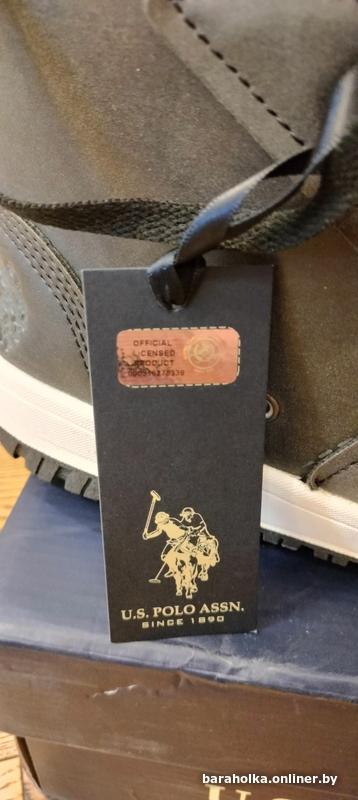 OFFICIAL
LICENSED
PRODUCT
U.S. POLO ASSN.
SINCE 1890
baraholka.onliner.by